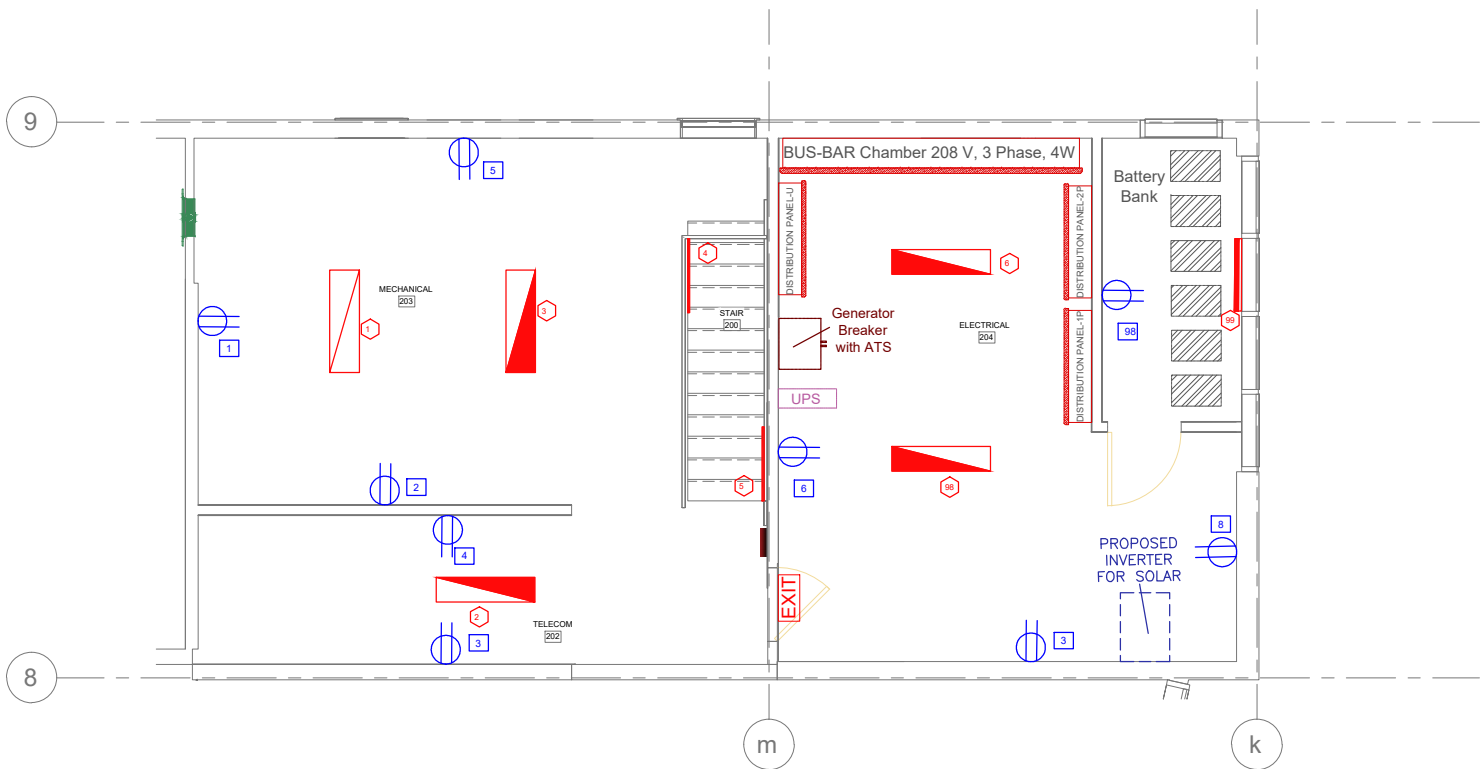 9
BUS-BAR Chamber 208 V, 3 Phase, 4W
5
Battery
Bank
DISTRIBUTION PANEL-U
DISTRIBUTION PANEL-2P
4
6
MECHANICAL
203
98
1
3
STAIR
200
Generator
Breaker
with ATS
ELECTRICAL
204
99
98
1
DISTRIBUTION PANEL-1P
UPS
2
5
6
98
8
4
PROPOSED
INVERTER
FOR SOLAR
EXIT
2
TELECOM
202
3
3
8
m
k